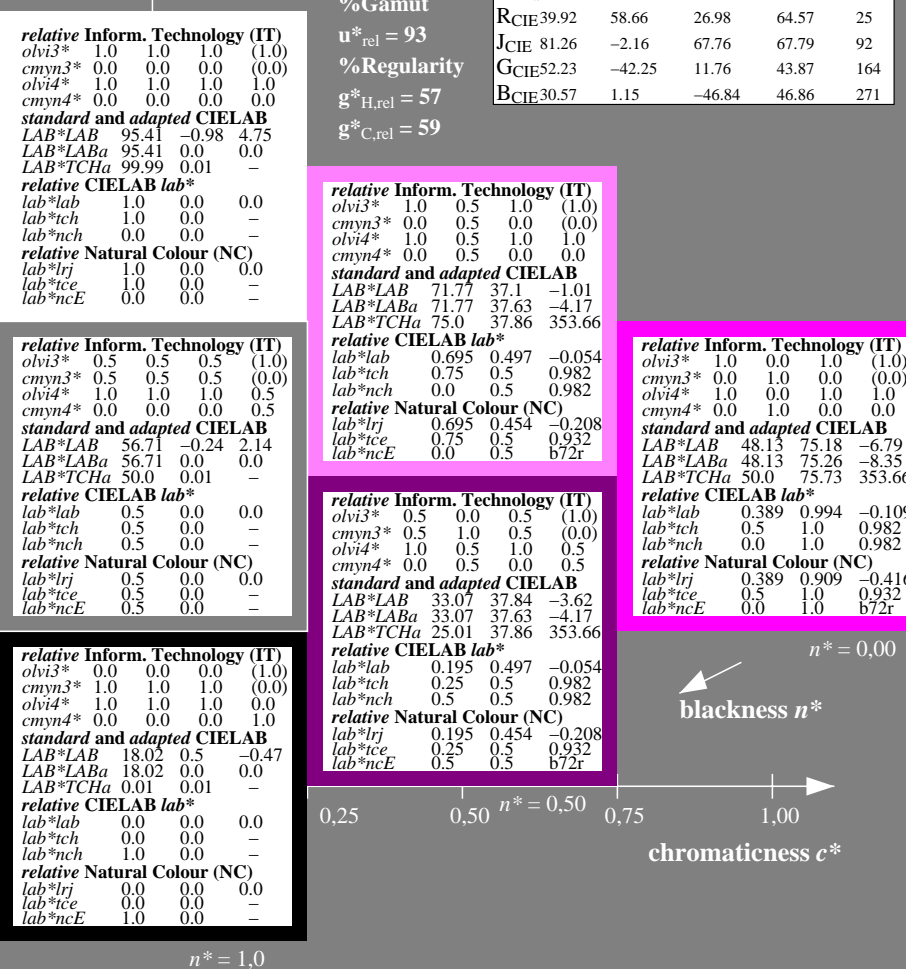 %Gamut
u*rel = 93
%Regularity
g*H,rel = 57
g*C,rel = 59
RCIE 39.92 58.66 26.98 64.57 25
JCIE 81.26 −2.16 67.76 67.79 92
GCIE 52.23 −42.25 11.76 43.87 164
BCIE 30.57 1.15 −46.84 46.86 271
relative Inform. Technology (IT)
olvi3* 1.0 1.0 1.0 (1.0)
cmyn3* 0.0 0.0 0.0 (0.0)
olvi4* 1.0 1.0 1.0 1.0
cmyn4* 0.0 0.0 0.0 0.0
standard and adapted CIELAB
LAB*LAB 95.41 −0.98 4.75
LAB*LABa 95.41 0.0 0.0
LAB*TCHa 99.99 0.01 –
relative CIELAB lab*
lab*lab 1.0 0.0 0.0
lab*tch 1.0 0.0 –
lab*nch 0.0 0.0 –
relative Natural Colour (NC)
lab*lrj 1.0 0.0 0.0
lab*tce 1.0 0.0 –
lab*ncE 0.0 0.0 –
relative Inform. Technology (IT)
olvi3* 1.0 0.5 1.0 (1.0)
cmyn3* 0.0 0.5 0.0 (0.0)
olvi4* 1.0 0.5 1.0 1.0
cmyn4* 0.0 0.5 0.0 0.0
standard and adapted CIELAB
LAB*LAB 71.77 37.1 −1.01
LAB*LABa 71.77 37.63 −4.17
LAB*TCHa 75.0 37.86 353.66
relative CIELAB lab*
lab*lab 0.695 0.497 −0.054
lab*tch 0.75 0.5 0.982
lab*nch 0.0 0.5 0.982
relative Natural Colour (NC)
lab*lrj 0.695 0.454 −0.208
lab*tce 0.75 0.5 0.932
lab*ncE 0.0 0.5 b72r
relative Inform. Technology (IT)
olvi3* 0.5 0.5 0.5 (1.0)
cmyn3* 0.5 0.5 0.5 (0.0)
olvi4* 1.0 1.0 1.0 0.5
cmyn4* 0.0 0.0 0.0 0.5
standard and adapted CIELAB
LAB*LAB 56.71 −0.24 2.14
LAB*LABa 56.71 0.0 0.0
LAB*TCHa 50.0 0.01 –
relative CIELAB lab*
lab*lab 0.5 0.0 0.0
lab*tch 0.5 0.0 –
lab*nch 0.5 0.0 –
relative Natural Colour (NC)
lab*lrj 0.5 0.0 0.0
lab*tce 0.5 0.0 –
lab*ncE 0.5 0.0 –
relative Inform. Technology (IT)
olvi3* 1.0 0.0 1.0 (1.0)
cmyn3* 0.0 1.0 0.0 (0.0)
olvi4* 1.0 0.0 1.0 1.0
cmyn4* 0.0 1.0 0.0 0.0
standard and adapted CIELAB
LAB*LAB 48.13 75.18 −6.79
LAB*LABa 48.13 75.26 −8.35
LAB*TCHa 50.0 75.73 353.66
relative CIELAB lab*
lab*lab 0.389 0.994 −0.109
lab*tch 0.5 1.0 0.982
lab*nch 0.0 1.0 0.982
relative Natural Colour (NC)
lab*lrj 0.389 0.909 −0.416
lab*tce 0.5 1.0 0.932
lab*ncE 0.0 1.0 b72r
n* = 0,00
relative Inform. Technology (IT)
olvi3* 0.5 0.0 0.5 (1.0)
cmyn3* 0.5 1.0 0.5 (0.0)
olvi4* 1.0 0.5 1.0 0.5
cmyn4* 0.0 0.5 0.0 0.5
standard and adapted CIELAB
LAB*LAB 33.07 37.84 −3.62
LAB*LABa 33.07 37.63 −4.17
LAB*TCHa 25.01 37.86 353.66
relative CIELAB lab*
lab*lab 0.195 0.497 −0.054
lab*tch 0.25 0.5 0.982
lab*nch 0.5 0.5 0.982
relative Natural Colour (NC)
lab*lrj 0.195 0.454 −0.208
lab*tce 0.25 0.5 0.932
lab*ncE 0.5 0.5 b72r
blackness n*
relative Inform. Technology (IT)
olvi3* 0.0 0.0 0.0 (1.0)
cmyn3* 1.0 1.0 1.0 (0.0)
olvi4* 1.0 1.0 1.0 0.0
cmyn4* 0.0 0.0 0.0 1.0
standard and adapted CIELAB
LAB*LAB 18.02 0.5 −0.47
LAB*LABa 18.02 0.0 0.0
LAB*TCHa 0.01 0.01 –
relative CIELAB lab*
lab*lab 0.0 0.0 0.0
lab*tch 0.0 0.0 –
lab*nch 1.0 0.0 –
relative Natural Colour (NC)
lab*lrj 0.0 0.0 0.0
lab*tce 0.0 0.0 –
lab*ncE 1.0 0.0 –
n* = 0,50
0,25 0,50 0,75 1,00
chromaticness c*
n* = 1,0